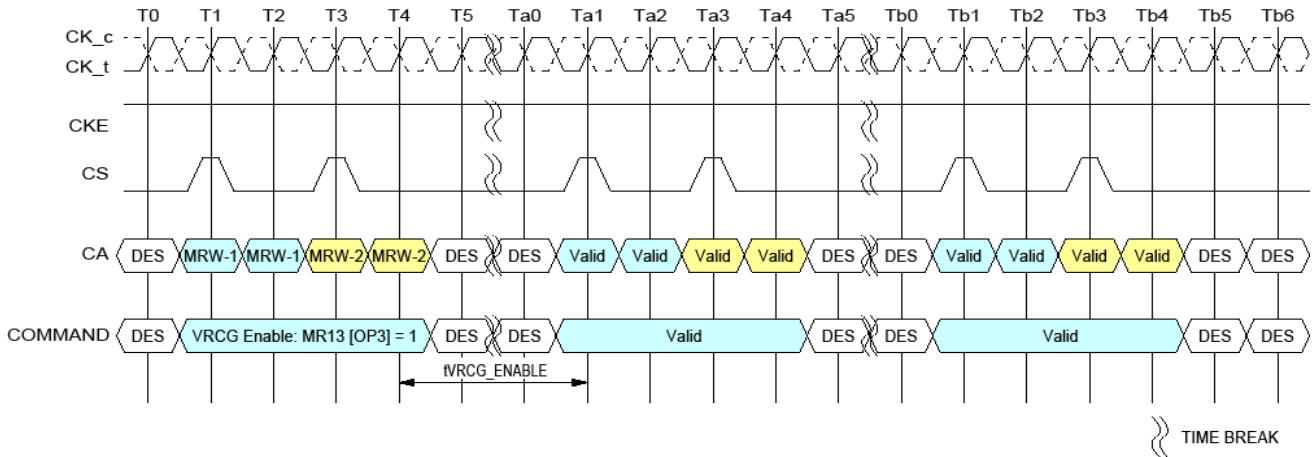 T0 T1 T2 T3 T4 T5 Ta0 Ta1 Ta2 Ta3 Ta4 Ta5 Tb0 Tb1 Tb2 Tb3 Tb4 Tb5 Tb6
CK_c
CK_t
CKE
CS
CA DES MRW-1 MRW-1 MRW-2 MRW-2 DES DES Valid Valid Valid Valid DES DES Valid Valid Valid Valid DES DES
COMMAND DES VRCG Enable: MR13 [OP3] = 1 DES DES Valid DES DES Valid DES DES
tVRCG_ENABLE
TIME BREAK